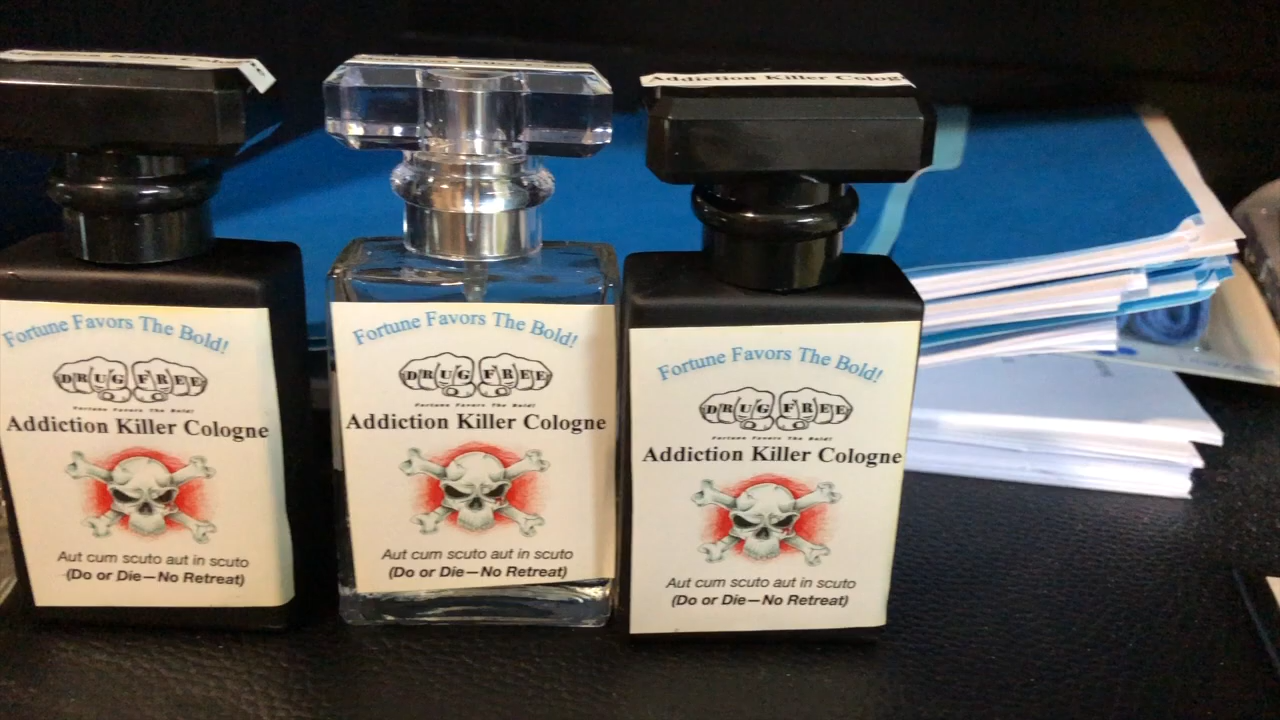 Killer Colo
Addiction Killer Colog
Fortune Favors The Bold!
DRUG FREE
Fortune Favors The Bold!
Addiction Killer Cologne
Aut cum scuto aut in scuto
(Do or Die—No Retreat)
Fortune Favors The Bold!
DRUG FREE
Fortune Favors The Bold!
Addiction Killer Cologne
Aut cum scuto aut in scuto
(Do or Die—No Retreat)
Fortune Favors The Bold!
DRUG FREE
Fortune Favors The Bold!
Addiction Killer Cologne
Aut cum scuto aut in scuto
(Do or Die—No Retreat)